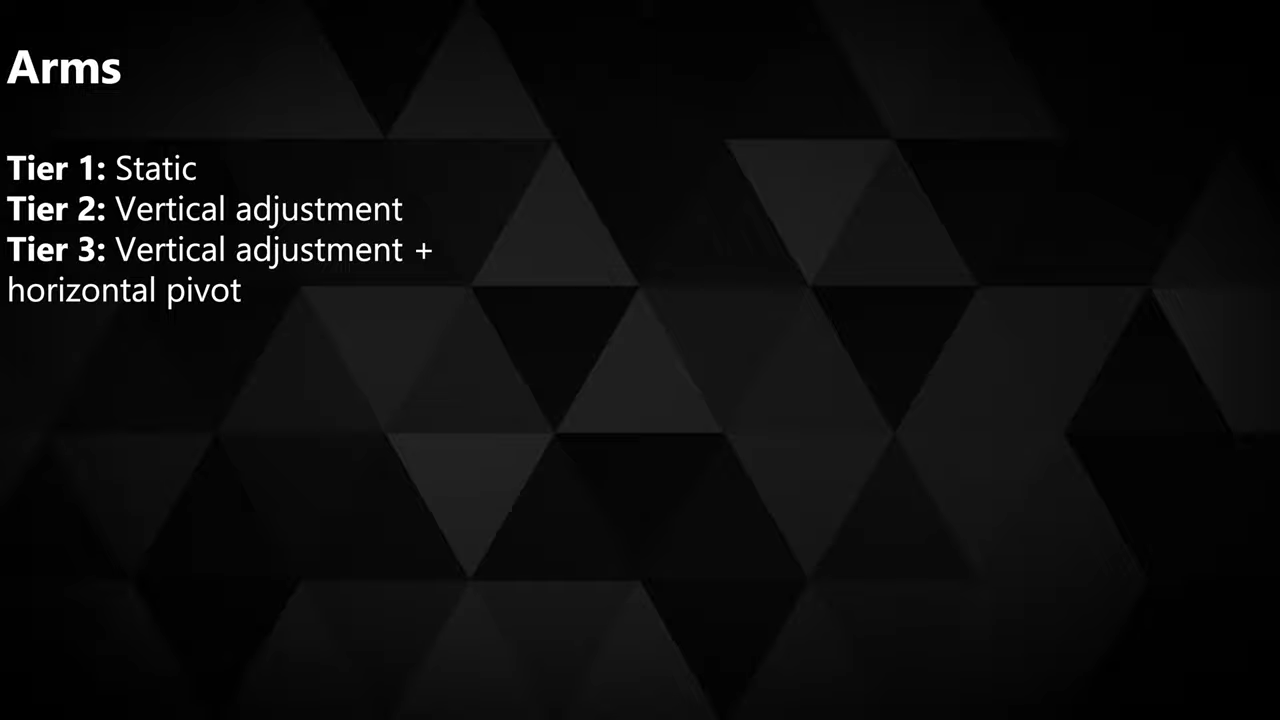 Arms
Tier 1: Static
Tier 2: Vertical adjustment
Tier 3: Vertical adjustment +
horizontal pivot